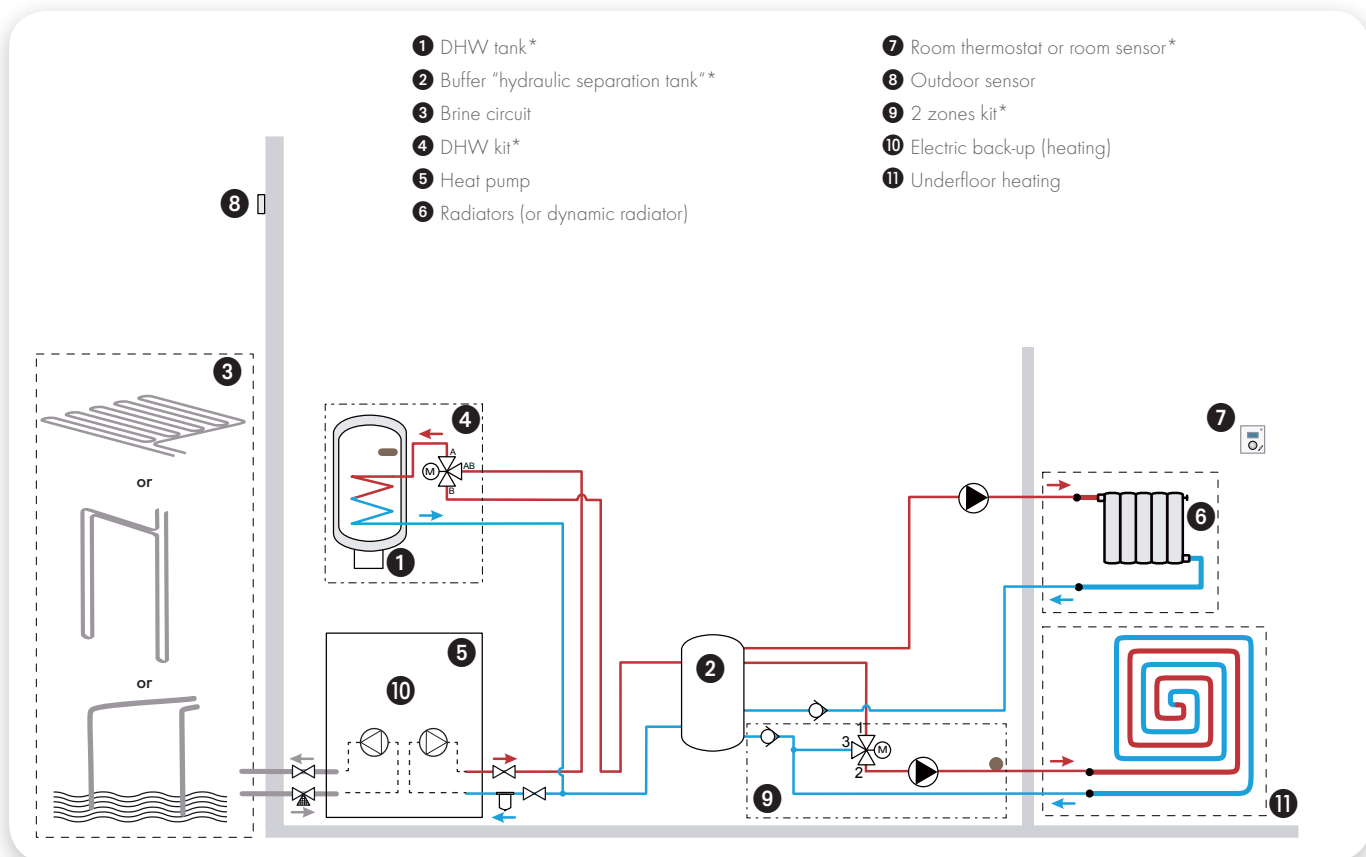 1 DHW tank*
2 Buffer “hydraulic separation tank“*
3 Brine circuit
4 DHW kit*
5 Heat pump
6 Radiators (or dynamic radiator)
7 Room thermostat or room sensor*
8 Outdoor sensor
9 2 zones kit*
10 Electric back-up (heating)
11 Underfloor heating
8
3
or
or
4
A
M
AB
B
1
5
10
2
7
6
1
3
M
2
9
11